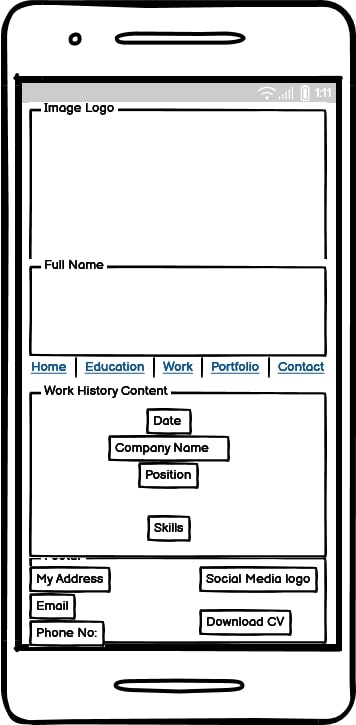 1:11
Image Logo
Full Name
Home Education Work Portfolio Contact
Work History Content
Date
Company Name
Position
Skills
My Address Social Media logo
Email
Download CV
Phone No: